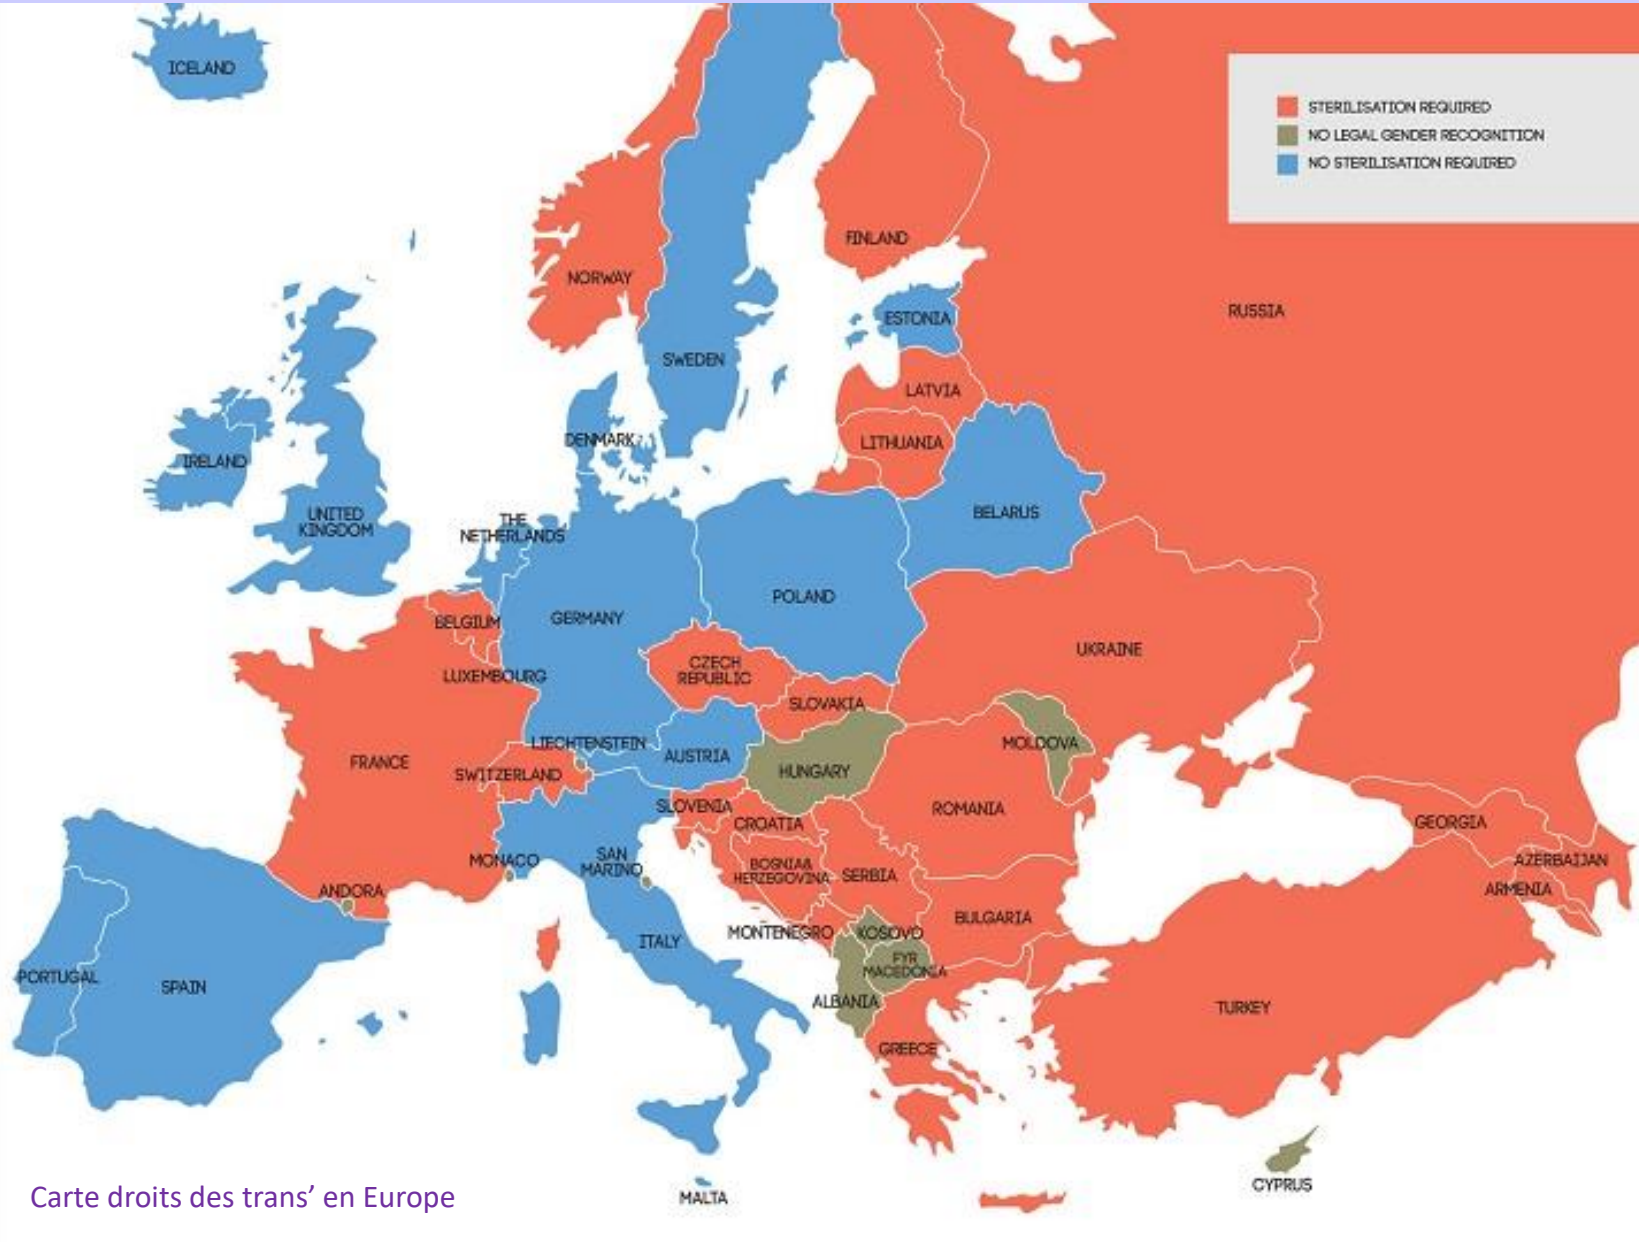 ICELAND
STERILISATION REQUIRED
NO LEGAL GENDER RECOGNITION
NO STERILISATION REQUIRED
FINLAND
NORWAY
RUSSIA
ESTONIA
SWEDEN
LATVIA
DENMARK
LITHUANIA
IRELAND
BELARUS
UNITED
KINGDOM
THE
NETHERLANDS
POLAND
GERMANY
BELGIUM
UKRAINE
CZECH
REPUBLIC
LUXEMBOURG
SLOVAKIA
LIECHTENSTEIN
MOLDOVA
AUSTRIA
FRANCE
SWITZERLAND
HUNGARY
SLOVENIA
ROMANIA
CROATIA
GEORGIA
MONACO
SAN
MARINO
BOSNIA&
HERZEGOVINA
SERBIA
AZERBAIJAN
ARMENIA
ANDORA
BULGARIA
MONTENEGRO
KOSOVO
ITALY
FYR
MACEDONIA
PORTUGAL
SPAIN
ALBANIA
TURKEY
GREECE
CYPRUS
MALTA
Carte droits des trans’ en Europe